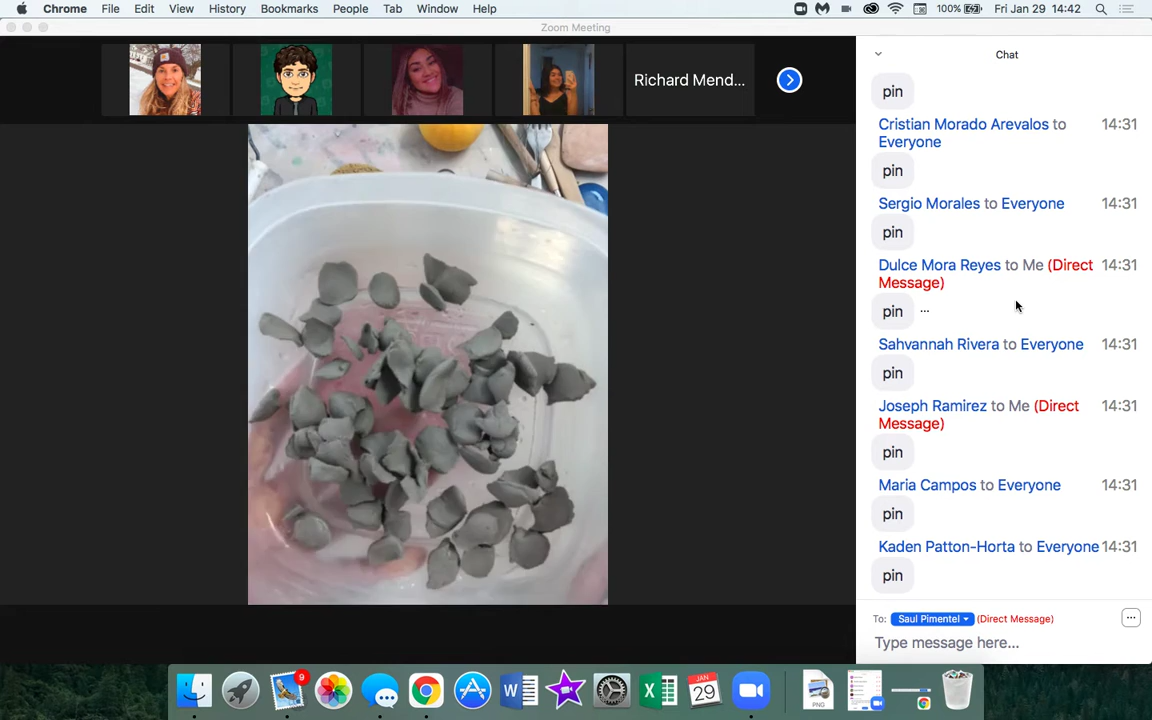 Chrome File Edit View History Bookmarks People Tab Window Help 100% Fri Jan 29 14:42
Zoom Meeting
Richard Mend...
Chat
pin
Cristian Morado Arevalos to 14:31
Everyone
pin
Sergio Morales to Everyone 14:31
pin
Dulce Mora Reyes to Me (Direct 14:31
Message)
pin ...
Sahvannah Rivera to Everyone 14:31
pin
Joseph Ramirez to Me (Direct 14:31
Message)
pin
Maria Campos to Everyone 14:31
pin
Kaden Patton-Horta to Everyone 14:31
pin
To: Saul Pimentel (Direct Message) ...
Type message here...
9
W
X
JAN
29
PNG